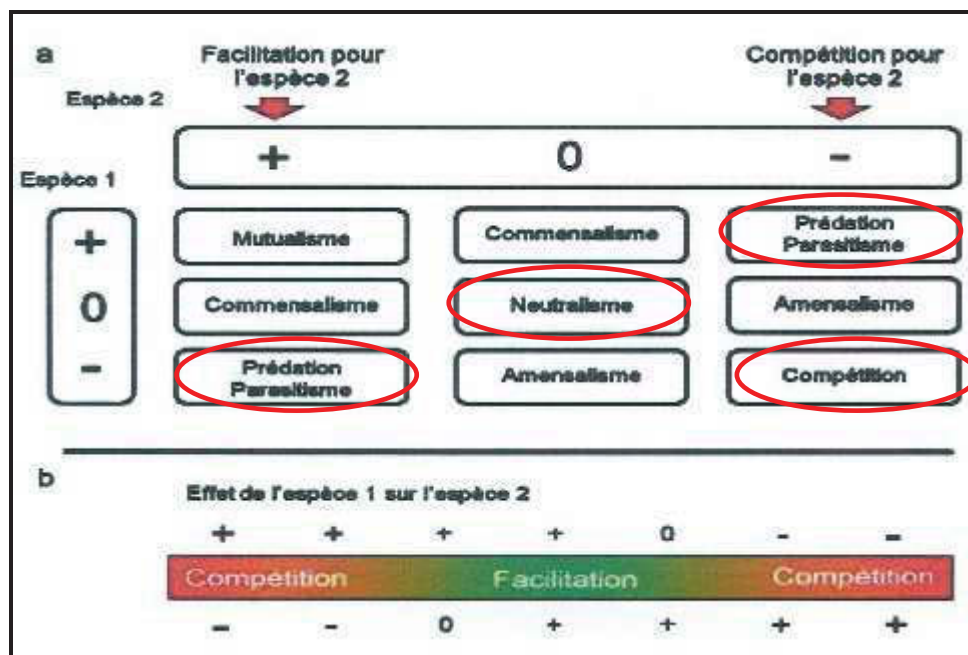 a
Facilitation pour
l'espèce 2
Compétition pour
l'espèce 2
Espèce 2
+ 0 -
Espèce 1
+
0
-
Mutualisme
Commensalisme
Prédation
Parasitisme
Commensalisme
Neutralisme
Amensalisme
Prédation
Parasitisme
Amensalisme
Compétition
b
Effet de l'espèce 1 sur l'espèce 2
+ + + + 0 - -
Compétition Facilitation Compétition
- - 0 + + + +